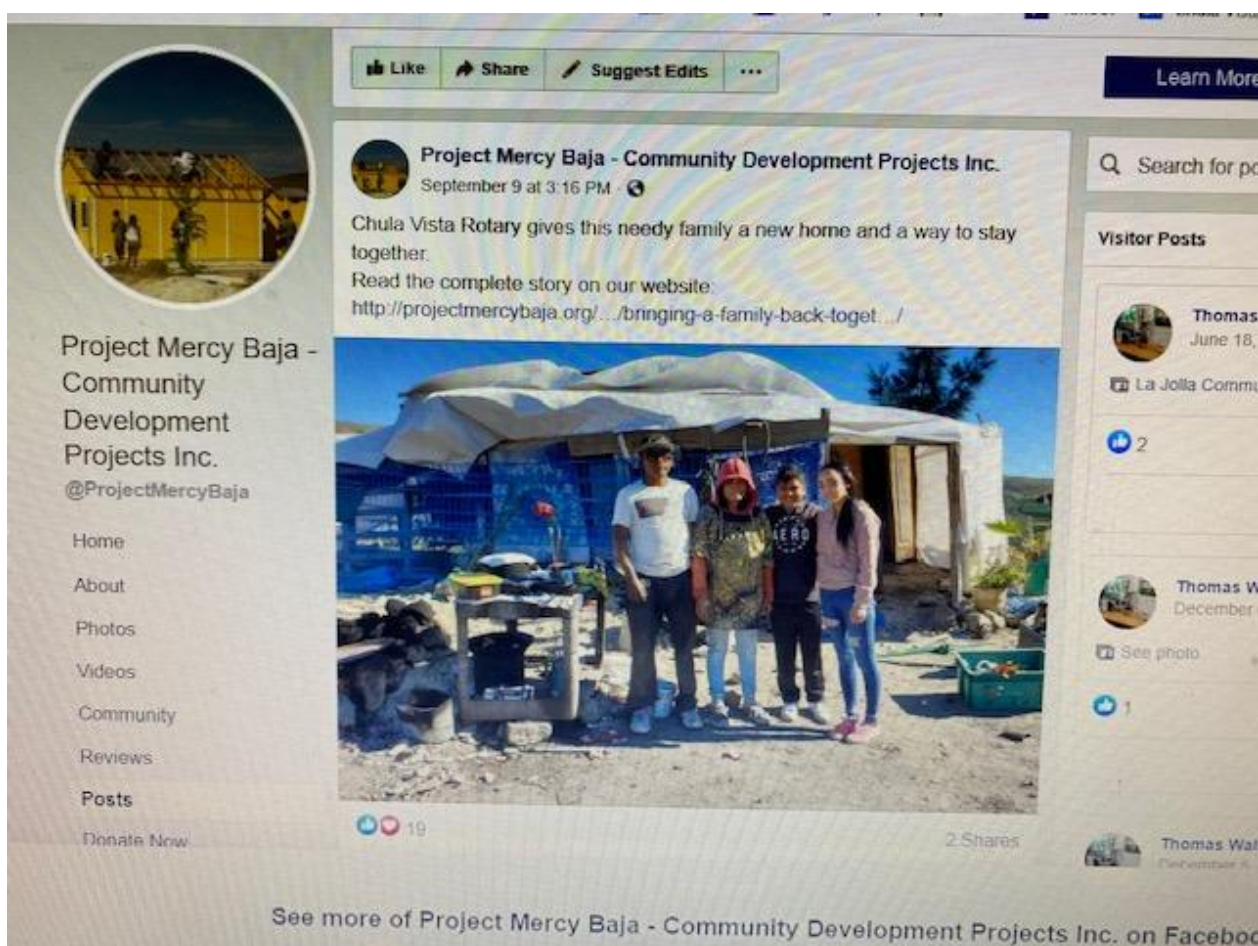 Like
Share
Suggest Edits
Learn More
Project Mercy Baja - Community Development Projects Inc.
September 9 at 3:16 PM
Chula Vista Rotary gives this needy family a new home and a way to stay
together.
Read the complete story on our website:
http://projectmercybaja.org/.../bringing-a-family-back-toget.../
AERO
19
2 Shares
Project Mercy Baja -
Community
Development
Projects Inc.
@ProjectMercyBaja
Home
About
Photos
Videos
Community
Reviews
Posts
Donate Now
Search for po
Visitor Posts
Thomas
June 18,
La Jolla Commu
2
Thomas W
December
See photo
1
Thomas Wal
December
See more of Project Mercy Baja - Community Development Projects Inc. on Faceboo